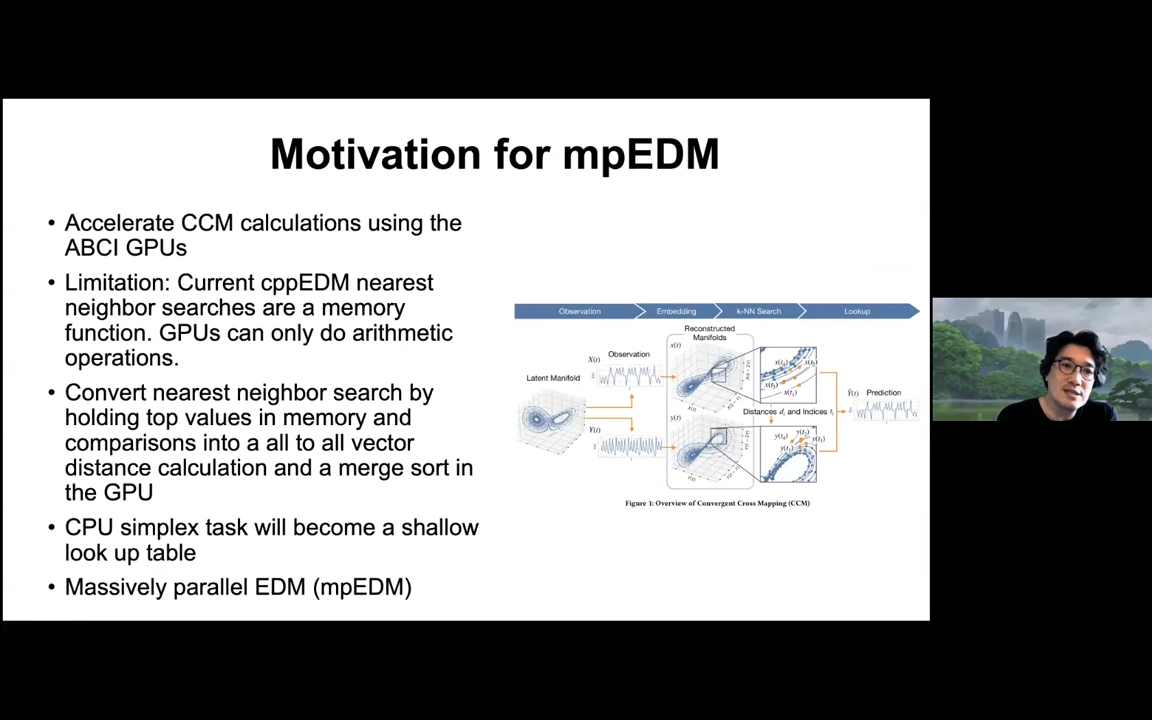 Motivation for mpEDM
• Accelerate CCM calculations using the
ABCI GPUs
• Limitation: Current cppEDM nearest
neighbor searches are a memory
function. GPUs can only do arithmetic
operations.
• Convert nearest neighbor search by
holding top values in memory and
comparisons into a all to all vector
distance calculation and a merge sort in
the GPU
• CPU simplex task will become a shallow
look up table
• Massively parallel EDM (mpEDM)
Observation
Embedding
k-NN Search
Lookup
Reconstructed
Manifolds
Observation
Latent Manifold
X(t)
Y(t)
x(t)
y(t)
Distances di and Indices ti
Ŷ(t)
Prediction
Figure 1: Overview of Convergent Cross Mapping (CCM)